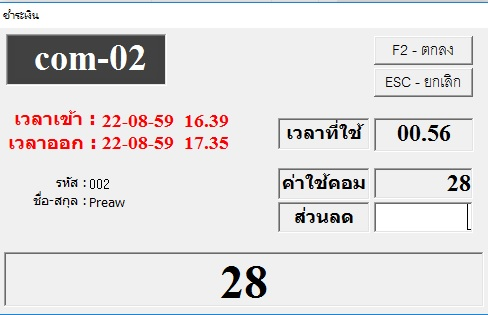 ชำระเงิน
com-02
F2 - ตกลง
ESC - ยกเลิก
เวลาเข้า : 22-08-59 16.39
เวลาออก : 22-08-59 17.35
เวลาที่ใช้ 00.56
รหัส : 002
ชื่อ-สกุล : Preaw
ค่าใช้คอม 28
ส่วนลด
28